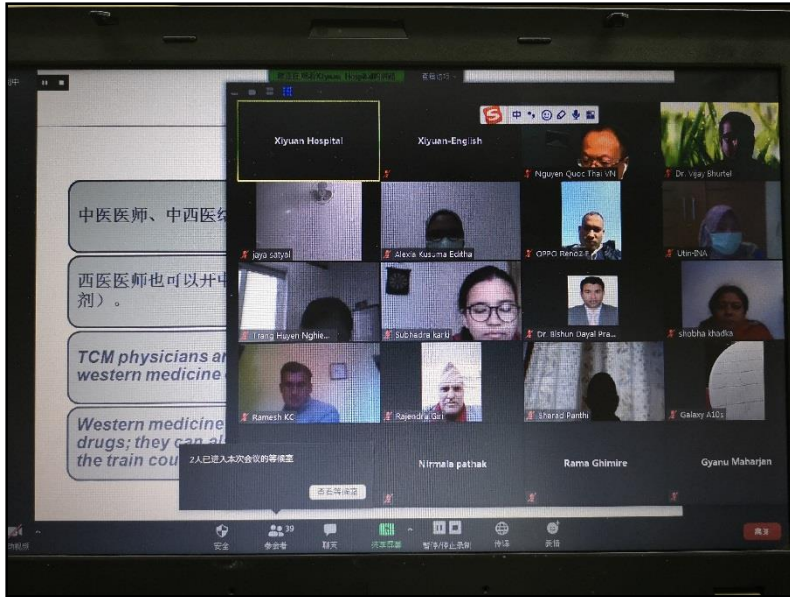 Xiyuan Hospital
Xiyuan-English
Nguyen Quoc Thai VN
Dr. Vijay Bhurtel
中医医师、中西医结
jaya satyal
Alexia Kusuma Editha
OPPO Reno2 F
Utin-INA
西医医师也可以开中
剂）。
Trang Huyen Nghie...
Subhadra karki
Dr. Bishun Dayal Pra...
shobha khadka
TCM physicians ar
western medicine
Ramesh KC
Rajendra Giri
Sharad Panthi
Galaxy A10s
Western medicine
drugs; they can al
the train cou
2人已进入本次会议的等候室
查看等候室
Nirmala pathak
Rama Ghimire
Gyanu Maharjan
安全
参会者
39
聊天
共享屏幕
暂停/停止录制
传译
表情
离开